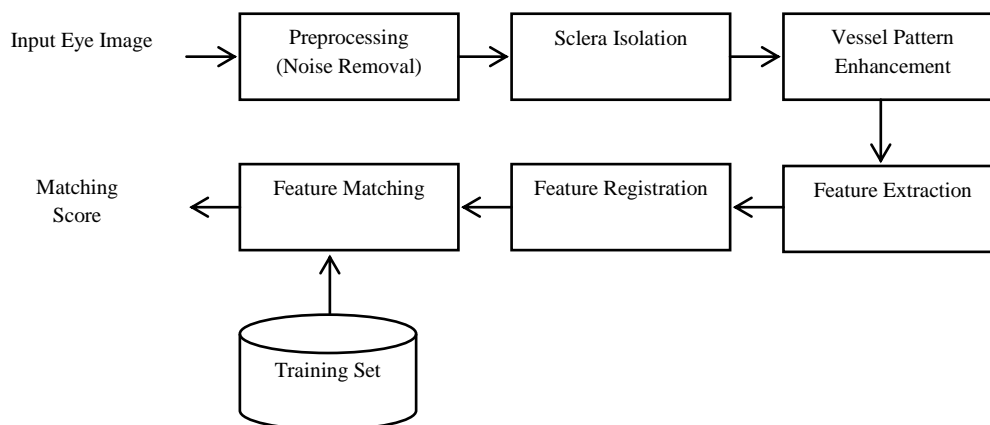 Input Eye Image
Preprocessing
(Noise Removal)
Sclera Isolation
Vessel Pattern
Enhancement
Matching
Score
Feature Matching
Feature Registration
Feature Extraction
Training Set